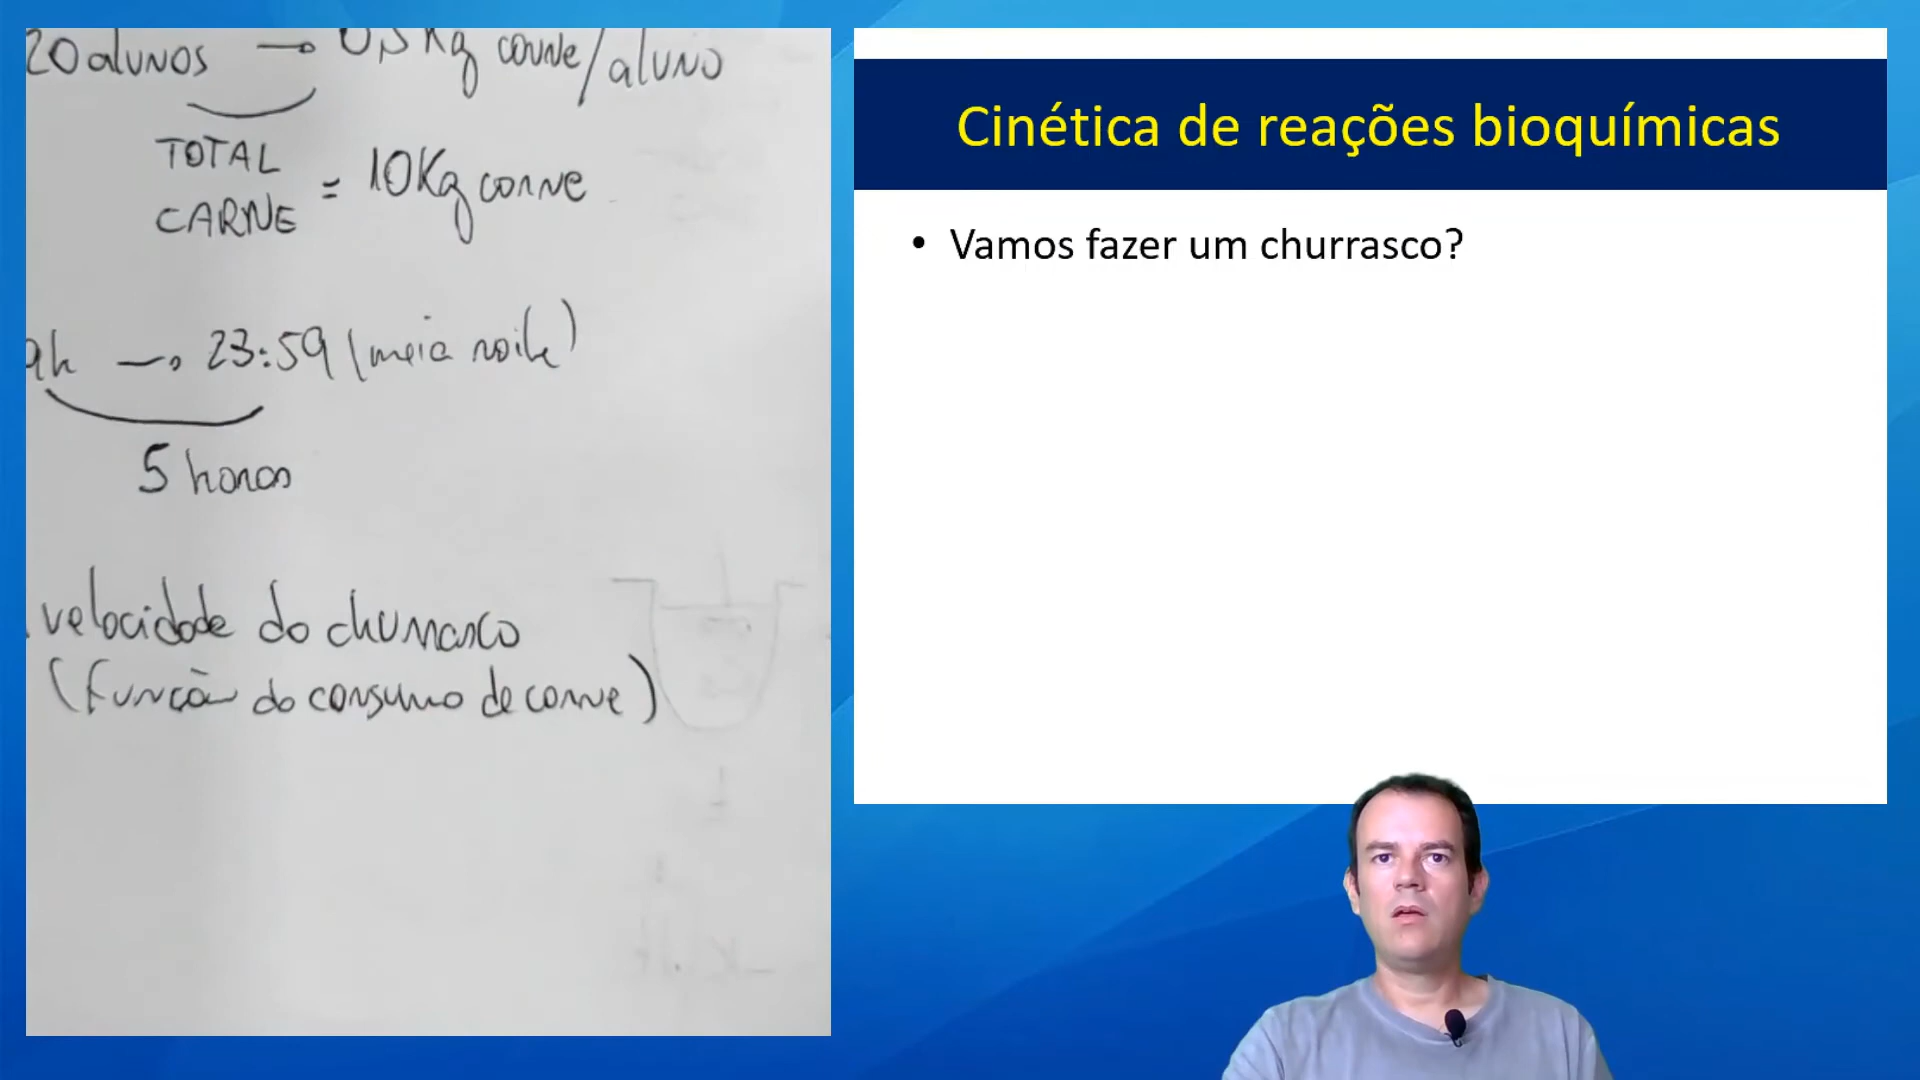 20 alunos → 0,5 Kg carne/aluno
TOTAL
CARNE = 10Kg carne
9h → 23:59 (meia noite)
5 horas
velocidade do churrasco
(função do consumo de carne)
Cinética de reações bioquímicas
• Vamos fazer um churrasco?